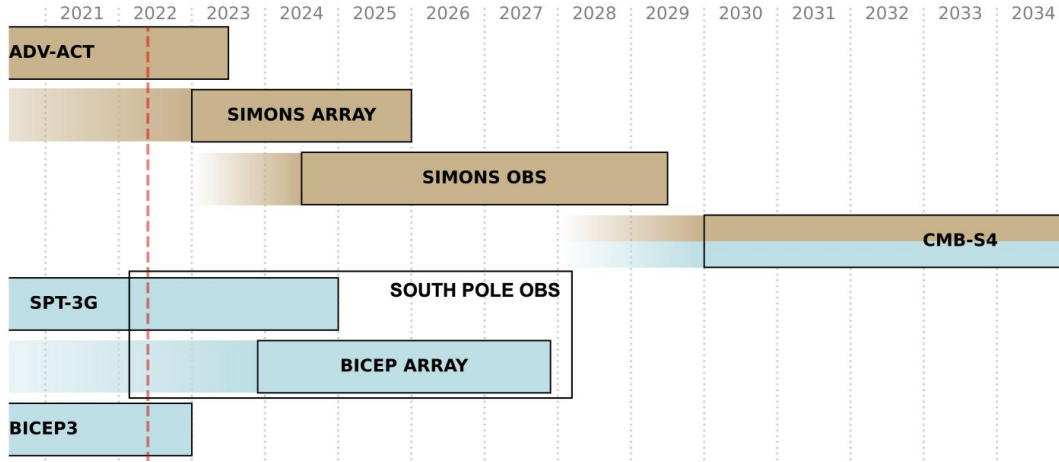 2021 2022 2023 2024 2025 2026 2027 2028 2029 2030 2031 2032 2033 2034
ADV-ACT
SIMONS ARRAY
SIMONS OBS
CMB-S4
SOUTH POLE OBS
SPT-3G
BICEP ARRAY
BICEP3